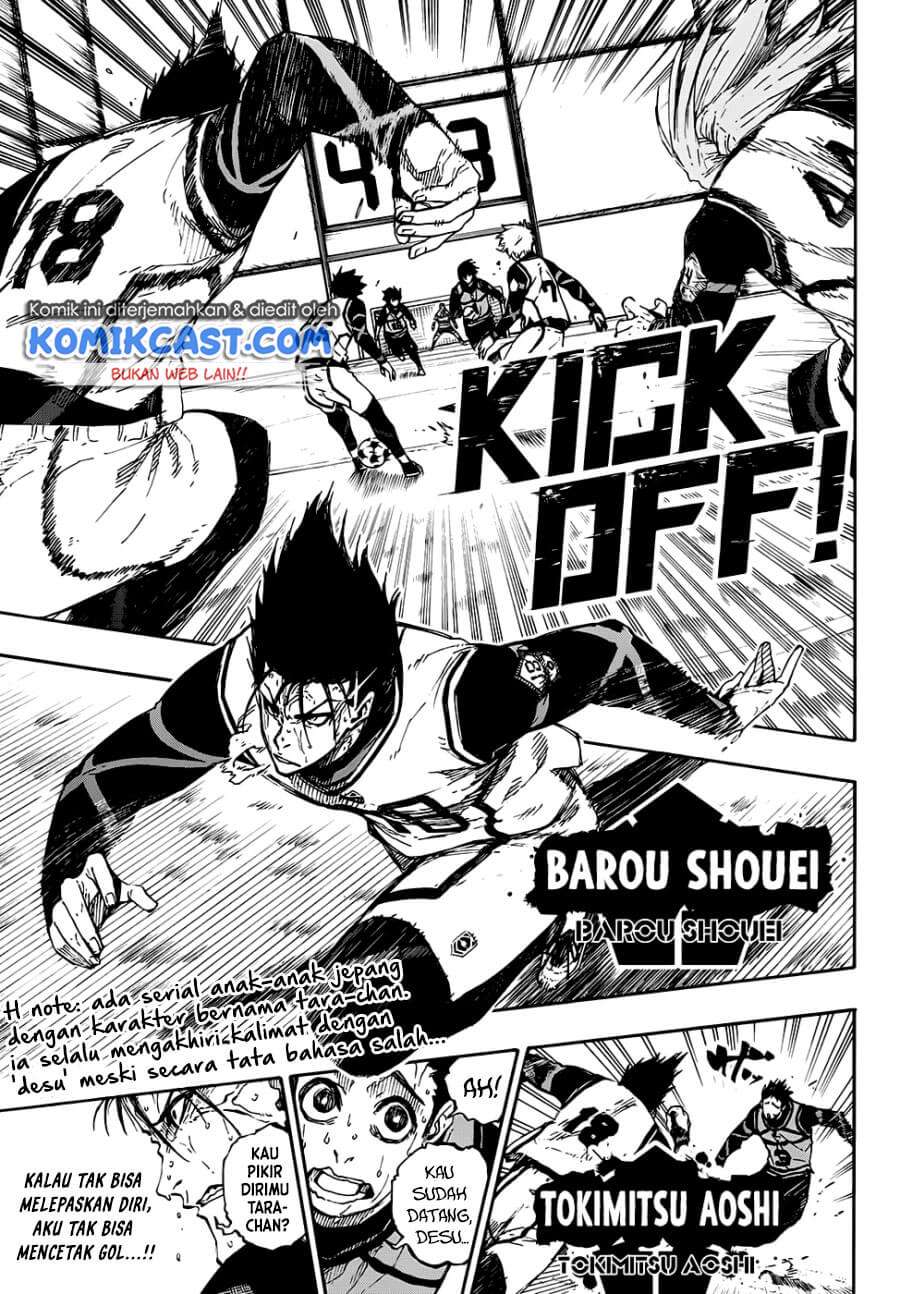 18
4 3
4
7
Komik ini diterjemahkan & diedit oleh
KOMIKCAST.COM
BUKAN WEB LAIN!!
KICK
OFF!
BAROU SHOUEI
BAROU SHOUEI
H note: ada serial anak-anak jepang
dengan karakter bernama tara-chan.
ia selalu mengakhiri kalimat dengan
'desu' meski secara tata bahasa salah...
18
TOKIMITSU AOSHI
TOKIMITSU AOSHI
AH!
KAU
SUDAH
DATANG,
DESU...
KAU
PIKIR
DIRIMU
TARA-
CHAN?
KALAU TAK BISA
MELEPASKAN DIRI,
AKU TAK BISA
MENCETAK GOL...!!